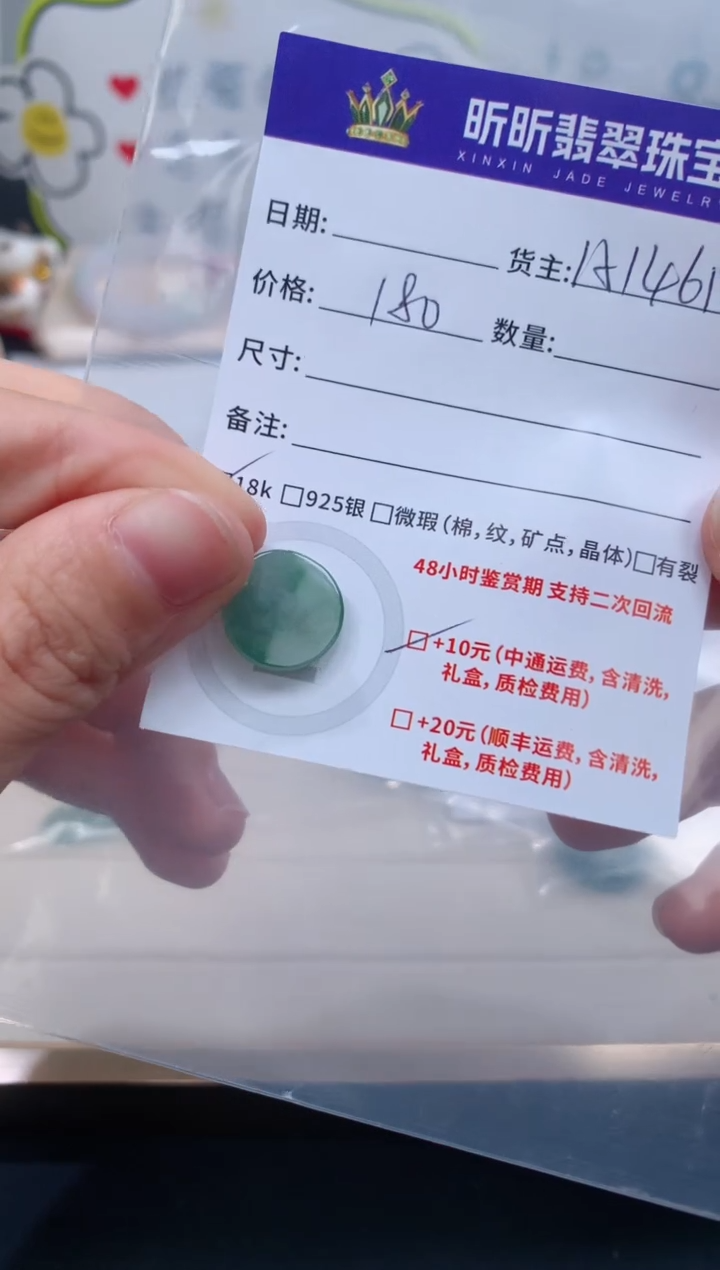 昕昕翡翠珠宝
XINXIN JADE JEWELR
日期:
货主:1A1461
价格: 180
数量:
尺寸:
备注:
18k □925银 □微瑕(棉,纹,矿点,晶体)□有裂
48小时鉴赏期 支持二次回流
□+10元(中通运费,含清洗,
礼盒,质检费用)
□+20元(顺丰运费,含清洗,
礼盒,质检费用)